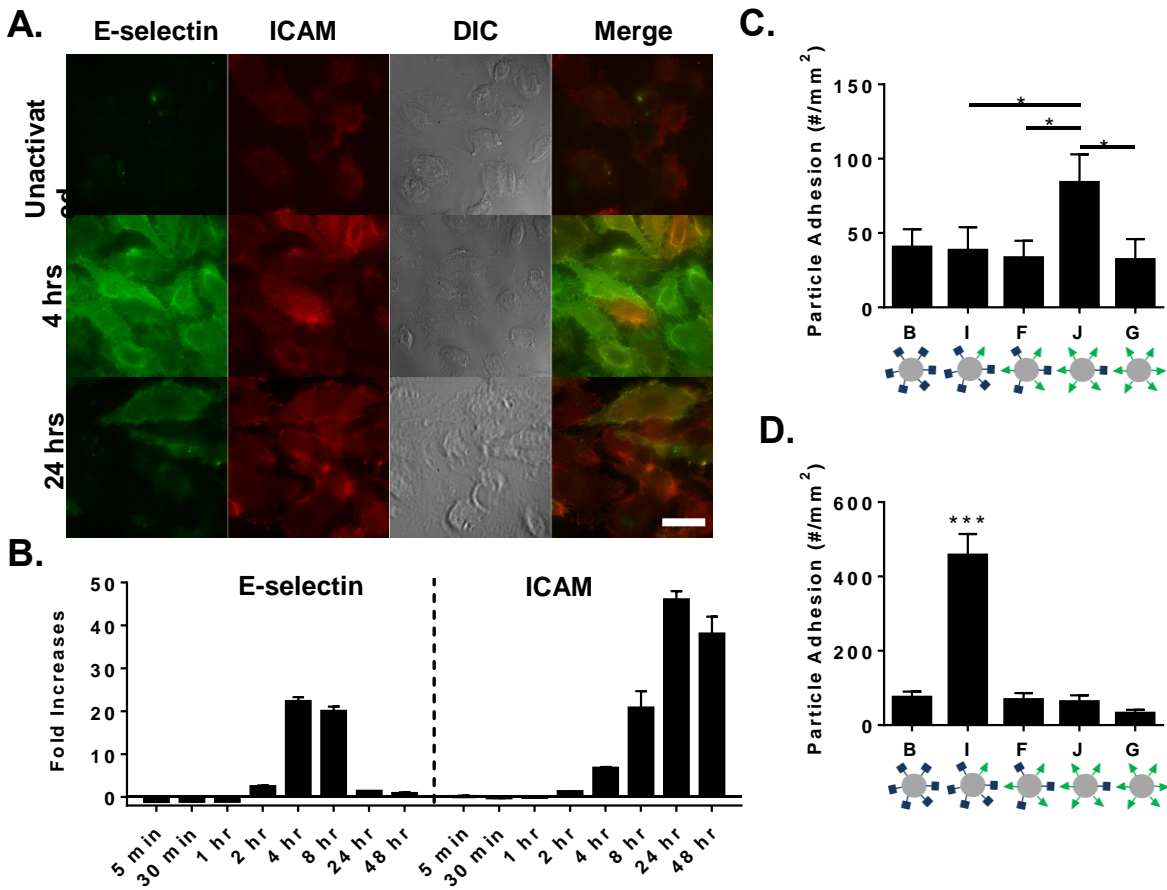 A.
E-selectin ICAM DIC Merge
Unactivat
ed
4 hrs
24 hrs
B.
E-selectin ICAM
Fold Increases
50
40
30
20
10
0
5 min 30 min 1 hr 2 hr 4 hr 8 hr 24 hr 48 hr 5 min 30 min 1 hr 2 hr 4 hr 8 hr 24 hr 48 hr
C.
Particle Adhesion (#/mm2)
150
100
50
0
*
*
*
B I F J G
D.
Particle Adhesion (#/mm2)
600
400
200
0
***
B I F J G